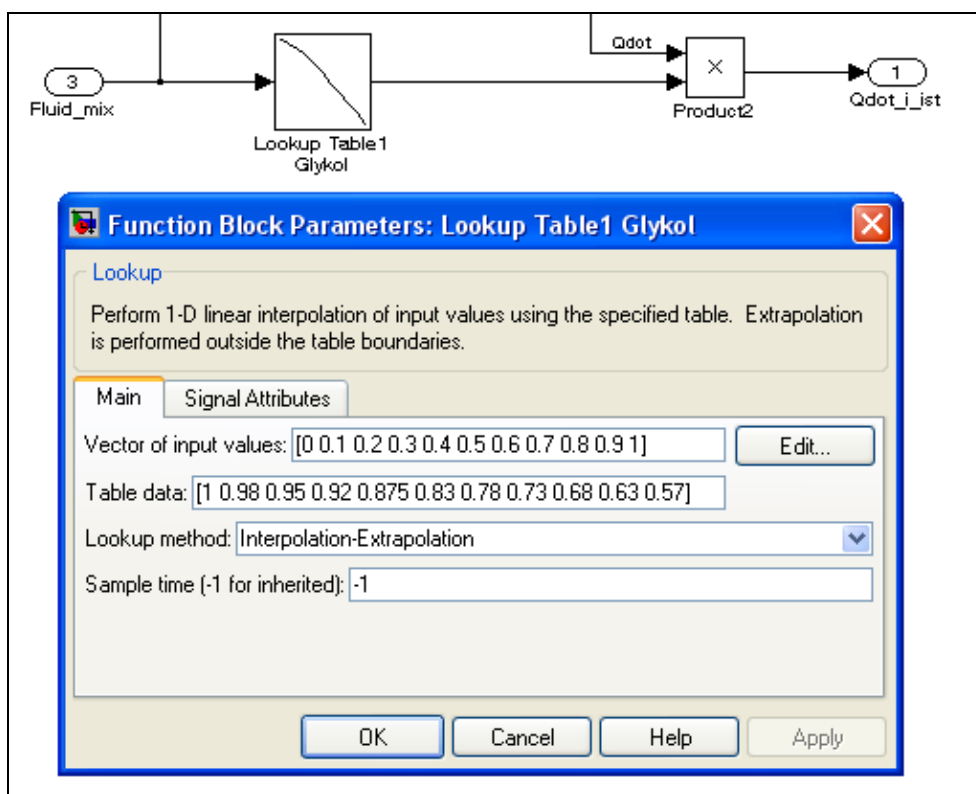 Qdot
3
Fluid_mix
Lookup Table1
Glykol
×
Product2
1
Qdot_i_ist
Function Block Parameters: Lookup Table1 Glykol
Lookup
Perform 1-D linear interpolation of input values using the specified table. Extrapolation
is performed outside the table boundaries.
Main
Signal Attributes
Vector of input values: [0 0.1 0.2 0.3 0.4 0.5 0.6 0.7 0.8 0.9 1]
Edit...
Table data: [1 0.98 0.95 0.92 0.875 0.83 0.78 0.73 0.68 0.63 0.57]
Lookup method: Interpolation-Extrapolation
Sample time (-1 for inherited): -1
OK
Cancel
Help
Apply